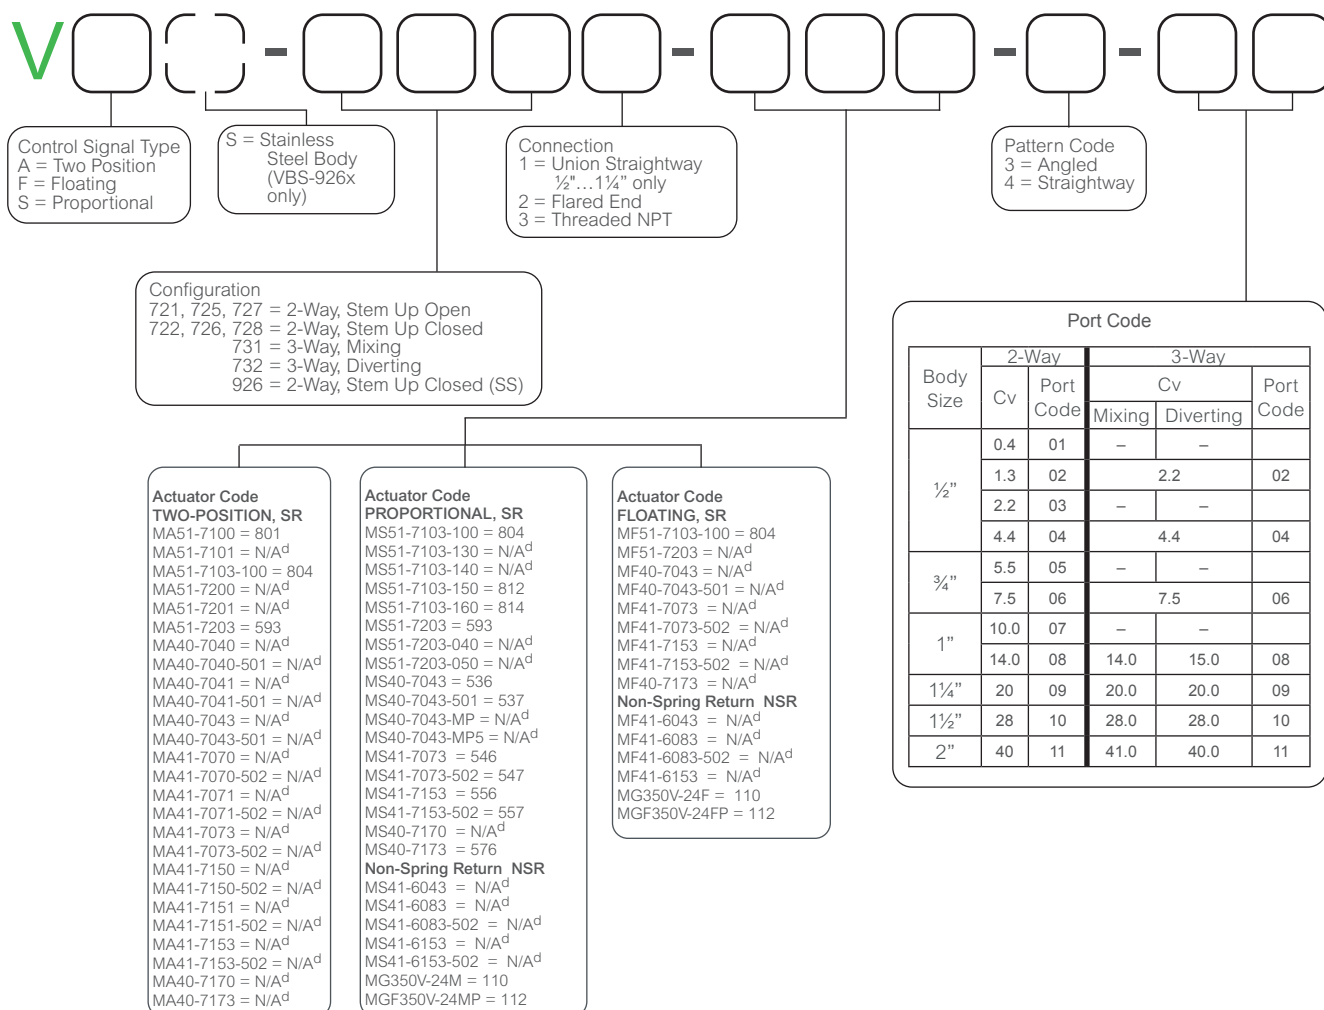 V - - - -
Control Signal Type
A = Two Position
F = Floating
S = Proportional
S = Stainless
Steel Body
(VBS-926x
only)
Connection
1 = Union Straightway
½"…1¼” only
2 = Flared End
3 = Threaded NPT
Pattern Code
3 = Angled
4 = Straightway
Configuration
721, 725, 727 = 2-Way, Stem Up Open
722, 726, 728 = 2-Way, Stem Up Closed
731 = 3-Way, Mixing
732 = 3-Way, Diverting
926 = 2-Way, Stem Up Closed (SS)
Port Code
2-Way 3-Way
Body Size Cv Port Code Cv Port Code
Mixing Diverting
½” 0.4 01 – –
1.3 02 2.2 02
2.2 03 – –
4.4 04 4.4 04
¾” 5.5 05 – –
7.5 06 7.5 06
1” 10.0 07 – –
14.0 08 14.0 15.0 08
1¼” 20 09 20.0 20.0 09
1½” 28 10 28.0 28.0 10
2” 40 11 41.0 40.0 11
Actuator Code
TWO-POSITION, SR
MA51-7100 = 801
MA51-7101 = N/Ad
MA51-7103-100 = 804
MA51-7200 = N/Ad
MA51-7201 = N/Ad
MA51-7203 = 593
MA40-7040 = N/Ad
MA40-7040-501 = N/Ad
MA40-7041 = N/Ad
MA40-7041-501 = N/Ad
MA40-7043 = N/Ad
MA40-7043-501 = N/Ad
MA41-7070 = N/Ad
MA41-7070-502 = N/Ad
MA41-7071 = N/Ad
MA41-7071-502 = N/Ad
MA41-7073 = N/Ad
MA41-7073-502 = N/Ad
MA41-7150 = N/Ad
MA41-7150-502 = N/Ad
MA41-7151 = N/Ad
MA41-7151-502 = N/Ad
MA41-7153 = N/Ad
MA41-7153-502 = N/Ad
MA40-7170 = N/Ad
MA40-7173 = N/Ad
Actuator Code
PROPORTIONAL, SR
MS51-7103-100 = 804
MS51-7103-130 = N/Ad
MS51-7103-140 = N/Ad
MS51-7103-150 = 812
MS51-7103-160 = 814
MS51-7203 = 593
MS51-7203-040 = N/Ad
MS51-7203-050 = N/Ad
MS40-7043 = 536
MS40-7043-501 = 537
MS40-7043-MP = N/Ad
MS40-7043-MP5 = N/Ad
MS41-7073 = 546
MS41-7073-502 = 547
MS41-7153 = 556
MS41-7153-502 = 557
MS40-7170 = N/Ad
MS40-7173 = 576
Non-Spring Return NSR
MS41-6043 = N/Ad
MS41-6083 = N/Ad
MS41-6083-502 = N/Ad
MS41-6153 = N/Ad
MS41-6153-502 = N/Ad
MG350V-24M = 110
MGF350V-24MP = 112
Actuator Code
FLOATING, SR
MF51-7103-100 = 804
MF51-7203 = N/Ad
MF40-7043 = N/Ad
MF40-7043-501 = N/Ad
MF41-7073 = N/Ad
MF41-7073-502 = N/Ad
MF41-7153 = N/Ad
MF41-7153-502 = N/Ad
MF40-7173 = N/Ad
Non-Spring Return NSR
MF41-6043 = N/Ad
MF41-6083 = N/Ad
MF41-6083-502 = N/Ad
MF41-6153 = N/Ad
MG350V-24F = 110
MGF350V-24FP = 112